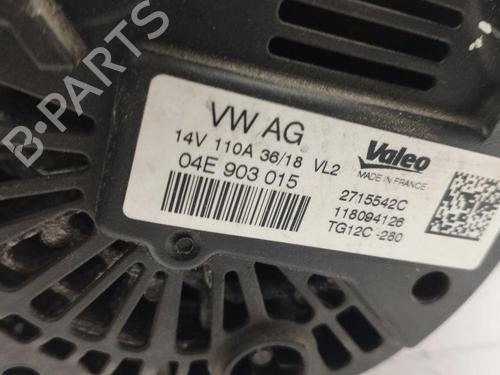 B-PARTS
VW AG
14V 110A 36/18 VL2
04E 903 015
Valeo
MADE IN FRANCE
2715542C
118094126
TG12C -280